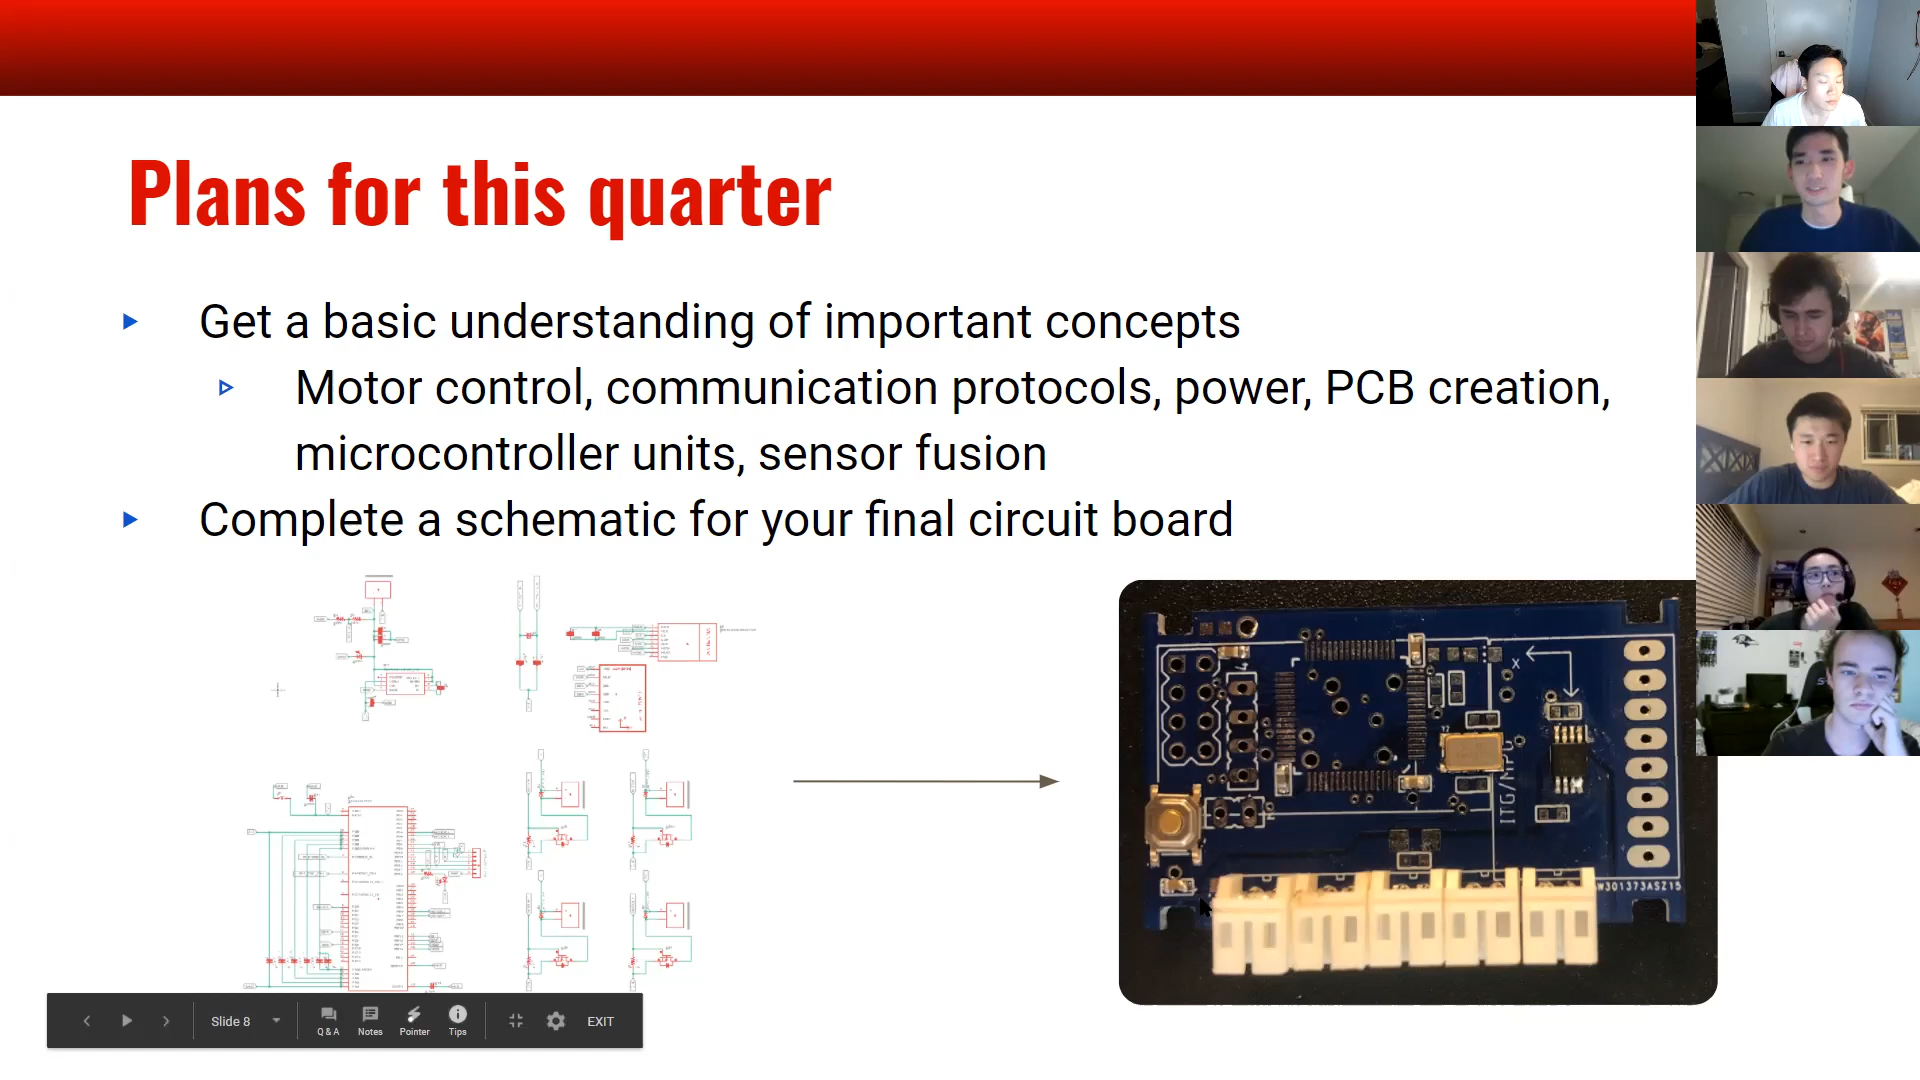 Plans for this quarter
Get a basic understanding of important concepts
Motor control, communication protocols, power, PCB creation,
microcontroller units, sensor fusion
Complete a schematic for your final circuit board
X
ITG/MPU
W301373ASZ15
Slide 8
Q & A
Notes
Pointer
Tips
EXIT